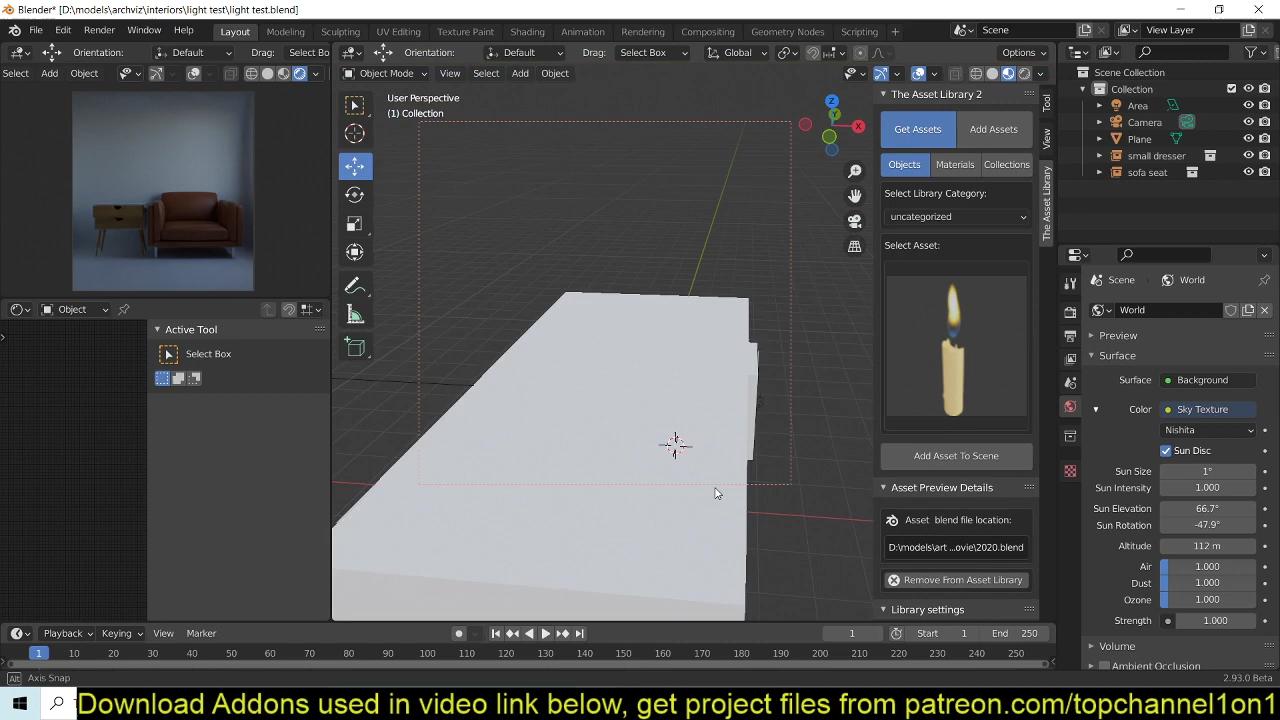 Blender* [D:\models\archviz\interiors\light test\light test.blend]
File Edit Render Window Help Layout Modeling Sculpting UV Editing Texture Paint Shading Animation Rendering Compositing Geometry Nodes Scripting + Scene View Layer
Orientation: Default Drag: Select Bo Orientation: Default Drag: Select Box Global Options
Select Add Object Object Mode View Select Add Object
User Perspective
(1) Collection
Z
Y
X
The Asset Library 2
Get Assets Add Assets
Objects Materials Collections
Select Library Category:
uncategorized
Select Asset:
Add Asset To Scene
Asset Preview Details
Asset blend file location:
D:\models\art ...ovie\2020.blend
Remove From Asset Library
Library settings
Tool
View
The Asset Library
Scene Collection
Collection
Area
Camera
Plane
small dresser
sofa seat
Scene World
World
Preview
Surface
Surface Background
Color Sky Texture
Nishita
Sun Disc
Sun Size 1°
Sun Intensity 1.000
Sun Elevation 66.7°
Sun Rotation -47.9°
Altitude 112 m
Air 1.000
Dust 1.000
Ozone 1.000
Strength 1.000
Volume
Ambient Occlusion
Object
Active Tool
Select Box
Playback Keying View Marker 1 Start 1 End 250
1 10 20 30 40 50 60 70 80 90 100 110 120 130 140 150 160 170 180 190 200 210 220 230 240 250
Alt Axis Snap 2.93.0 Beta
Download Addons used in video link below, get project files from patreon.com/topchannel1on1